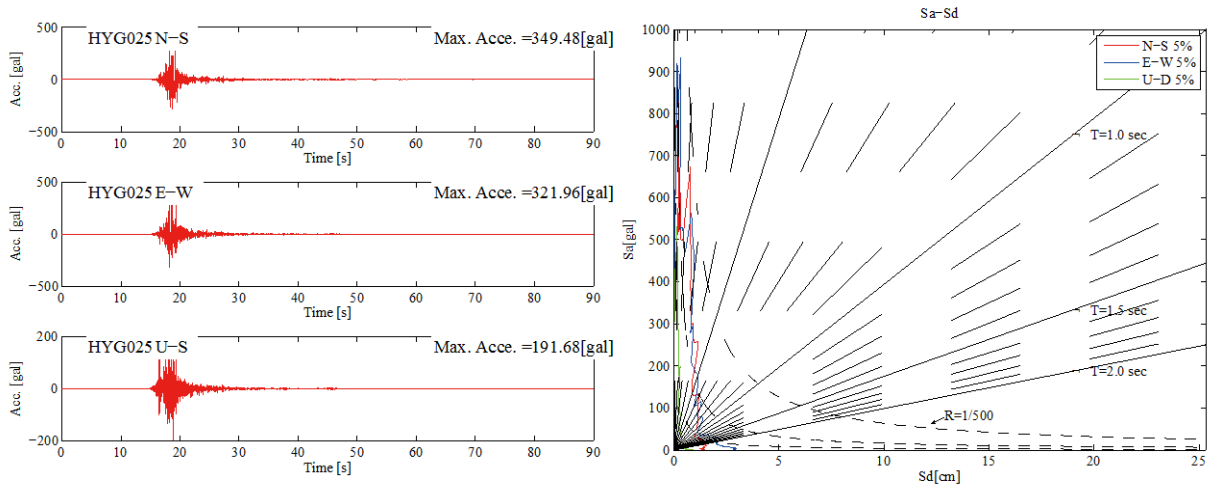 HYG025 N−S
Max. Acce. =349.48[gal]
500
0
−500
Acc. [gal]
0 10 20 30 40 50 60 70 80 90
Time [s]
HYG025 E−W
Max. Acce. =321.96[gal]
500
0
−500
Acc. [gal]
0 10 20 30 40 50 60 70 80 90
Time [s]
HYG025 U−S
Max. Acce. =191.68[gal]
200
0
−200
Acc. [gal]
0 10 20 30 40 50 60 70 80 90
Time [s]
Sa−Sd
1000
900
800
700
600
500
400
300
200
100
0
Sa[gal]
N−S 5%
E−W 5%
U−D 5%
T=1.0 sec
T=1.5 sec
T=2.0 sec
R=1/500
0 5 10 15 20 25
Sd[cm]